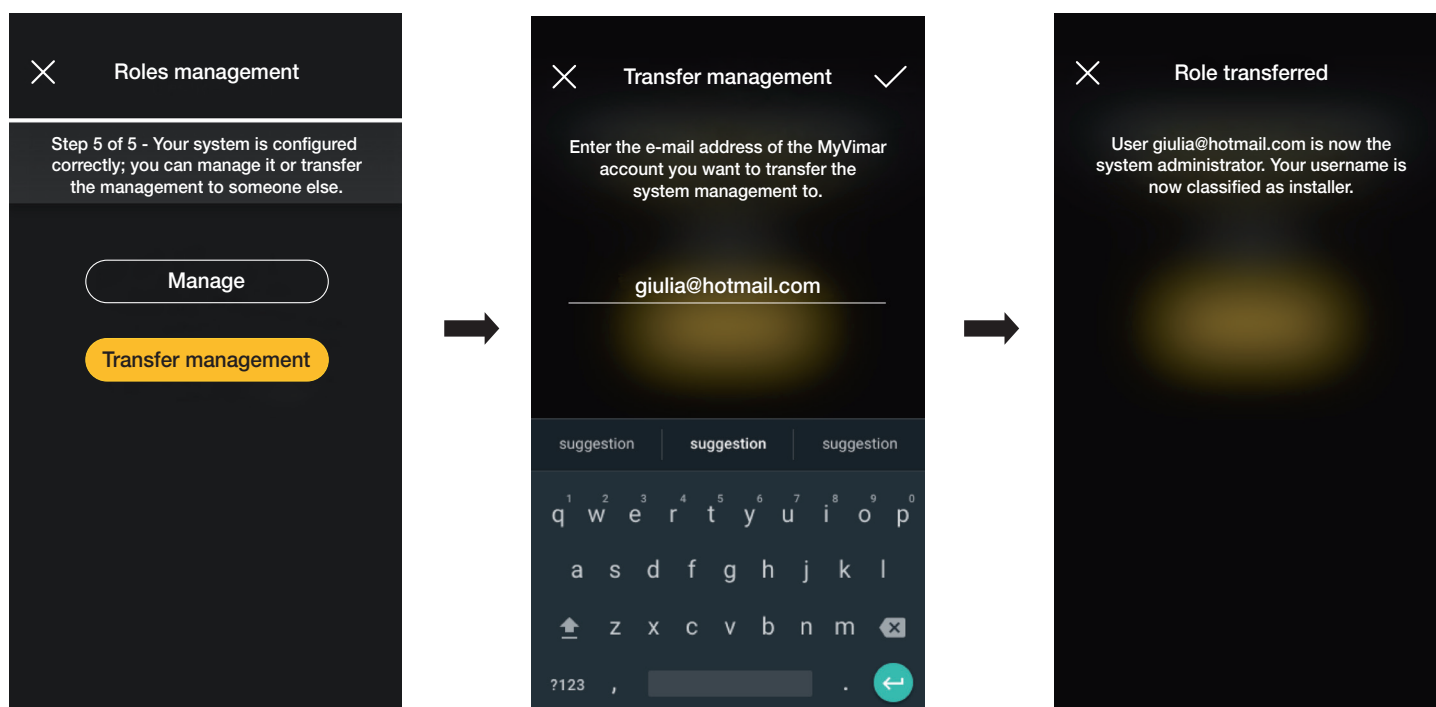 Roles management
Step 5 of 5 - Your system is configured
correctly; you can manage it or transfer
the management to someone else.
Manage
Transfer management
Transfer management
Enter the e-mail address of the MyVimar
account you want to transfer the
system management to.
giulia@hotmail.com
suggestion suggestion suggestion
1 2 3 4 5 6 7 8 9 0
q w e r t y u i o p
a s d f g h j k l
z x c v b n m
?123 , .
Role transferred
User giulia@hotmail.com is now the
system administrator. Your username is
now classified as installer.